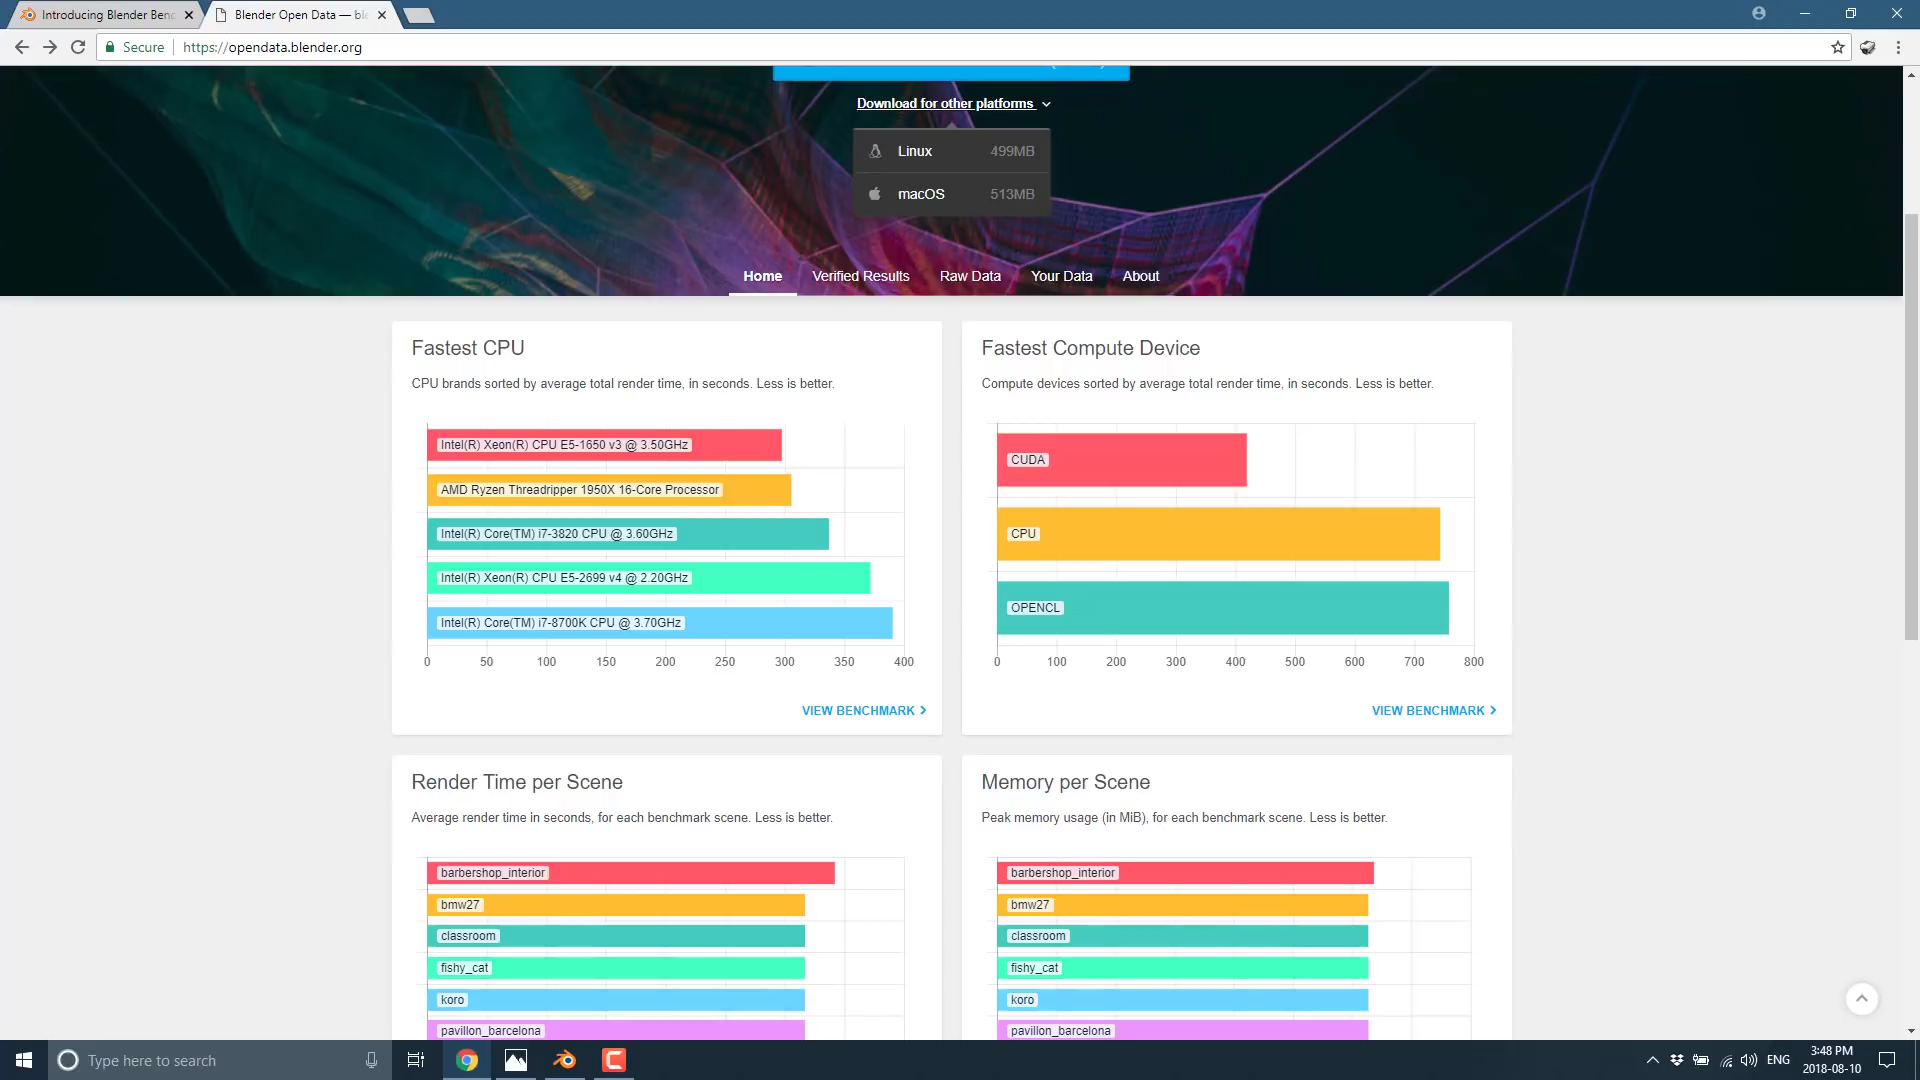 Introducing Blender Benc
Blender Open Data — ble
Secure
https://opendata.blender.org
Download for other platforms
Linux 499MB
macOS 513MB
Home Verified Results Raw Data Your Data About
Fastest CPU
CPU brands sorted by average total render time, in seconds. Less is better.
Intel(R) Xeon(R) CPU E5-1650 v3 @ 3.50GHz
AMD Ryzen Threadripper 1950X 16-Core Processor
Intel(R) Core(TM) i7-3820 CPU @ 3.60GHz
Intel(R) Xeon(R) CPU E5-2699 v4 @ 2.20GHz
Intel(R) Core(TM) i7-8700K CPU @ 3.70GHz
0 50 100 150 200 250 300 350 400
VIEW BENCHMARK
Fastest Compute Device
Compute devices sorted by average total render time, in seconds. Less is better.
CUDA
CPU
OPENCL
0 100 200 300 400 500 600 700 800
VIEW BENCHMARK
Render Time per Scene
Average render time in seconds, for each benchmark scene. Less is better.
barbershop_interior
bmw27
classroom
fishy_cat
koro
pavillon_barcelona
Memory per Scene
Peak memory usage (in MiB), for each benchmark scene. Less is better.
barbershop_interior
bmw27
classroom
fishy_cat
koro
pavillon_barcelona
Type here to search
ENG
3:48 PM
2018-08-10